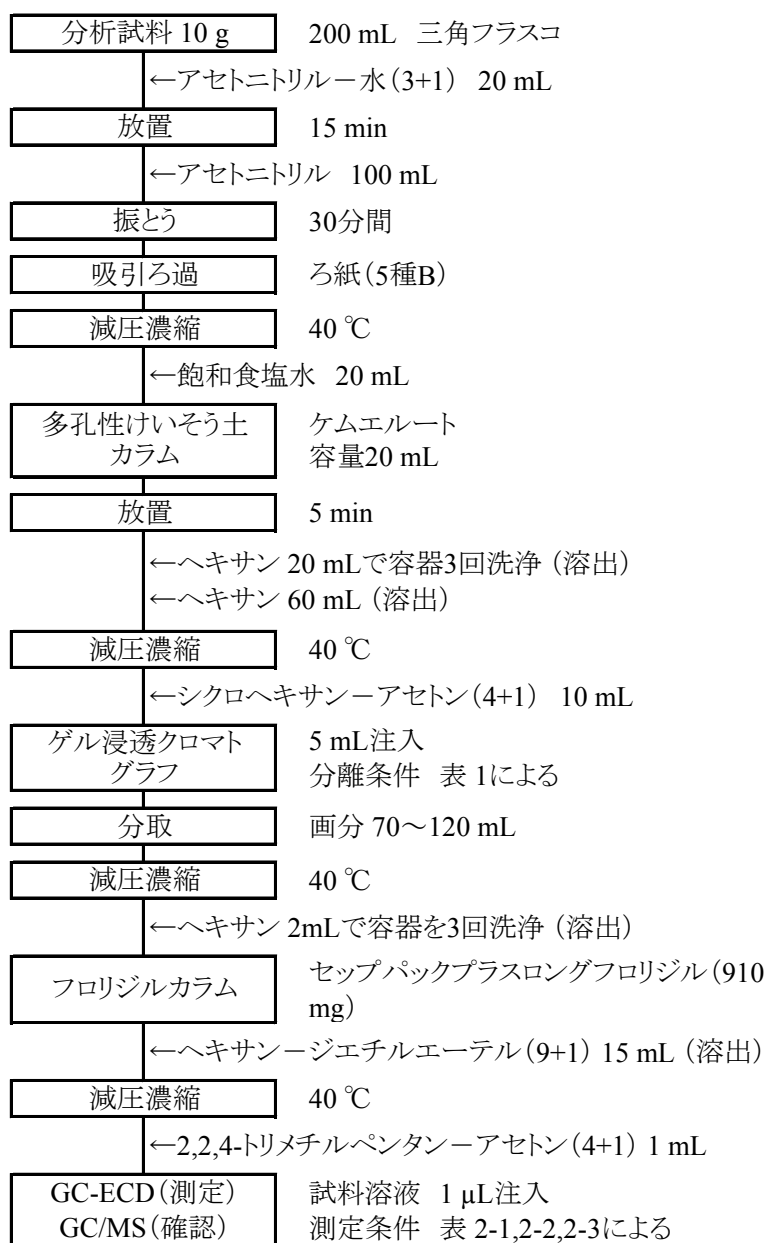 分析試料 10 g 200 mL 三角フラスコ
←アセトニトリル－水(3+1) 20 mL
放置 15 min
←アセトニトリル 100 mL
振とう 30分間
吸引ろ過 ろ紙(5種B)
減圧濃縮 40 ℃
←飽和食塩水 20 mL
多孔性けいそう土 ケムエルート
カラム 容量20 mL
放置 5 min
←ヘキサン 20 mLで容器3回洗浄 (溶出)
←ヘキサン 60 mL (溶出)
減圧濃縮 40 ℃
←シクロヘキサン－アセトン(4+1) 10 mL
ゲル浸透クロマト 5 mL注入
グラフ 分離条件 表 1による
分取 画分 70～120 mL
減圧濃縮 40 ℃
←ヘキサン 2mLで容器を3回洗浄 (溶出)
フロリジルカラム セップパックプラスロングフロリジル(910
mg)
←ヘキサン－ジエチルエーテル(9+1) 15 mL (溶出)
減圧濃縮 40 ℃
←2,2,4-トリメチルペンタン－アセトン(4+1) 1 mL
GC-ECD(測定) 試料溶液 1 µL注入
GC/MS(確認) 測定条件 表 2-1,2-2,2-3による